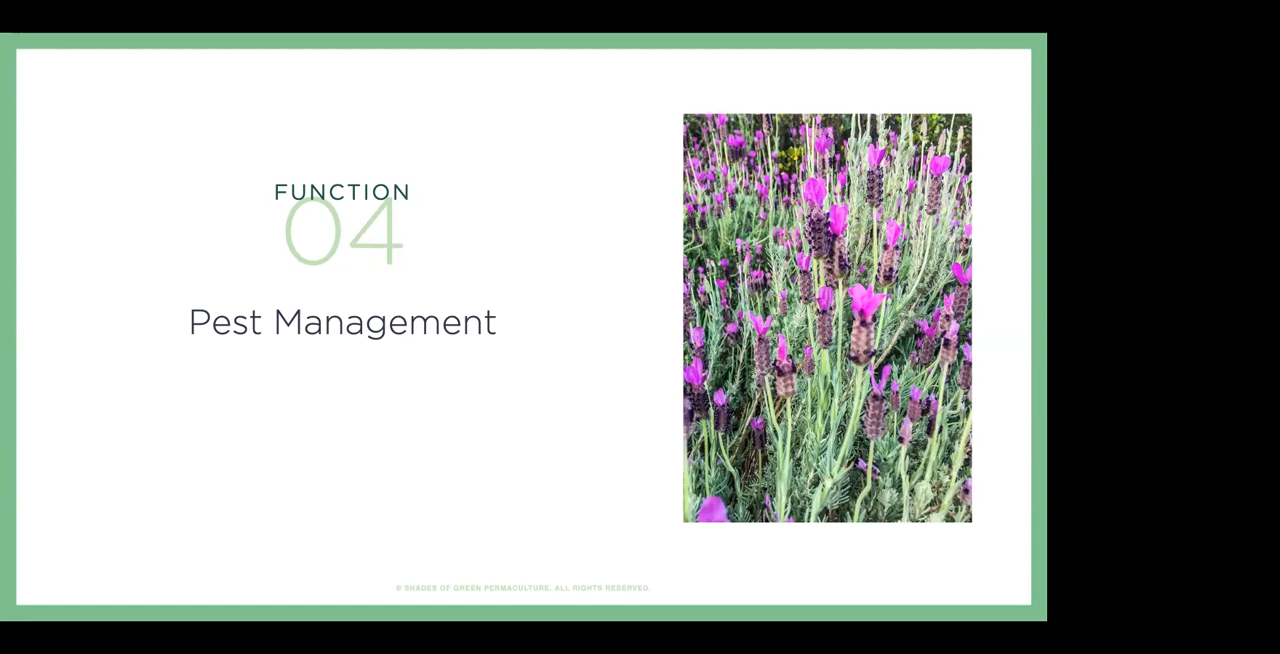 FUNCTION
04
Pest Management
© SHADES OF GREEN PERMACULTURE. ALL RIGHTS RESERVED.